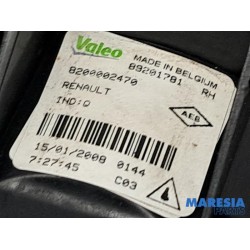 Valeo
MADE IN BELGIUM
89201781 RH
8200002470
RENAULT
IND:Q
AEB
15/01/2008 0144
7:27:45 C03
MARESIA
Parts